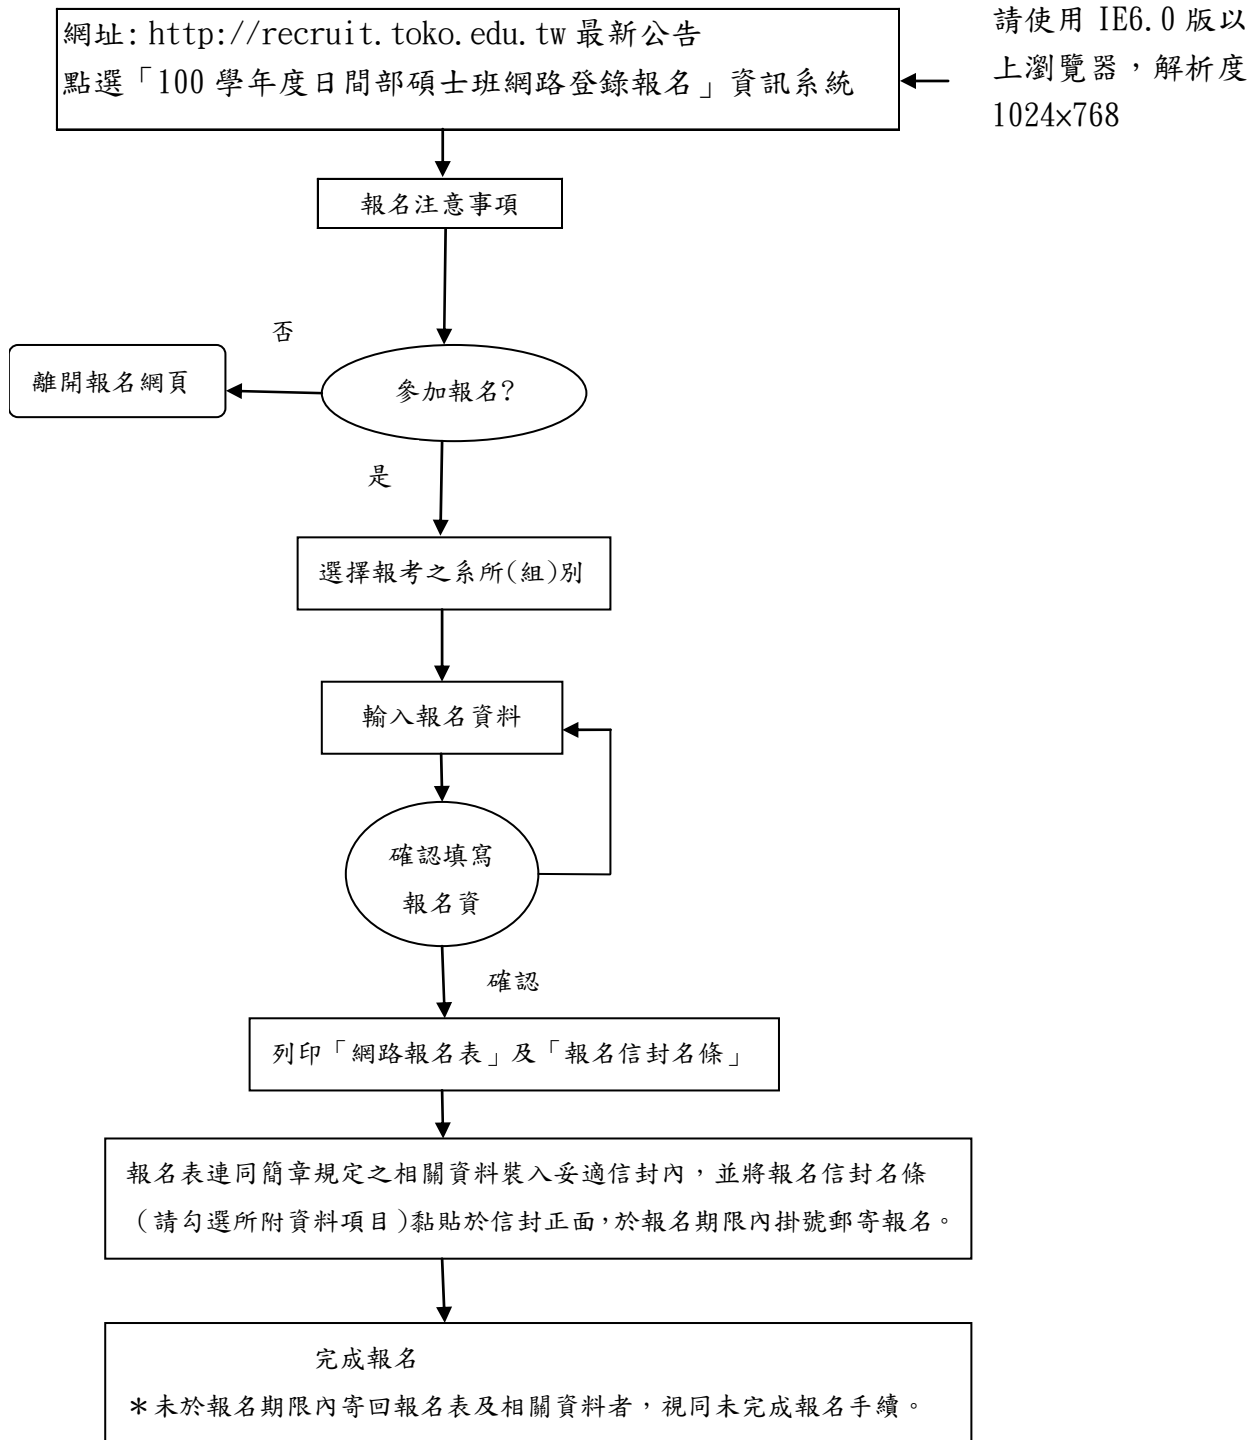 網址: http://recruit.toko.edu.tw 最新公告
點選「100 學年度日間部碩士班網路登錄報名」資訊系統
請使用 IE6.0 版以
上瀏覽器，解析度
1024×768
報名注意事項
否
離開報名網頁
參加報名?
是
選擇報考之系所(組)別
輸入報名資料
確認填寫
報名資
確認
列印「網路報名表」及「報名信封名條」
報名表連同簡章規定之相關資料裝入妥適信封內，並將報名信封名條
（請勾選所附資料項目）黏貼於信封正面，於報名期限內掛號郵寄報名。
完成報名
＊未於報名期限內寄回報名表及相關資料者，視同未完成報名手續。